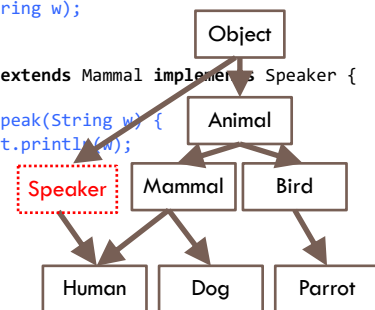 ring w);
Object
extends Mammal implements Speaker {
peak(String w) {
Animal
t.println(w);
Speaker
Mammal
Bird
Human
Dog
Parrot